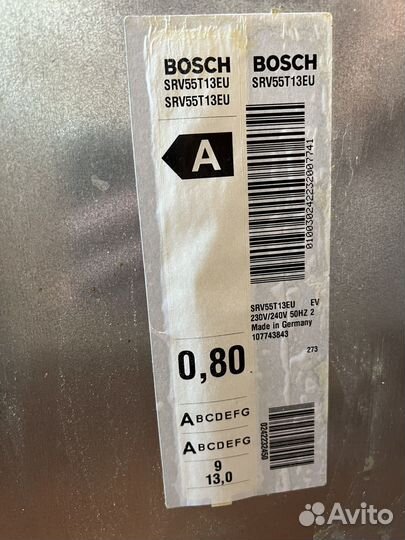 BOSCH
SRV55T13EU
SRV55T13EU
A
0,80
ABCDEFG
ABCDEFG
9
13,0
BOSCH
SRV55T13EU
010030242232007741
SRV55T13EU EV
230V/240V 50HZ 2
Made in Germany
107743843
273
Avito